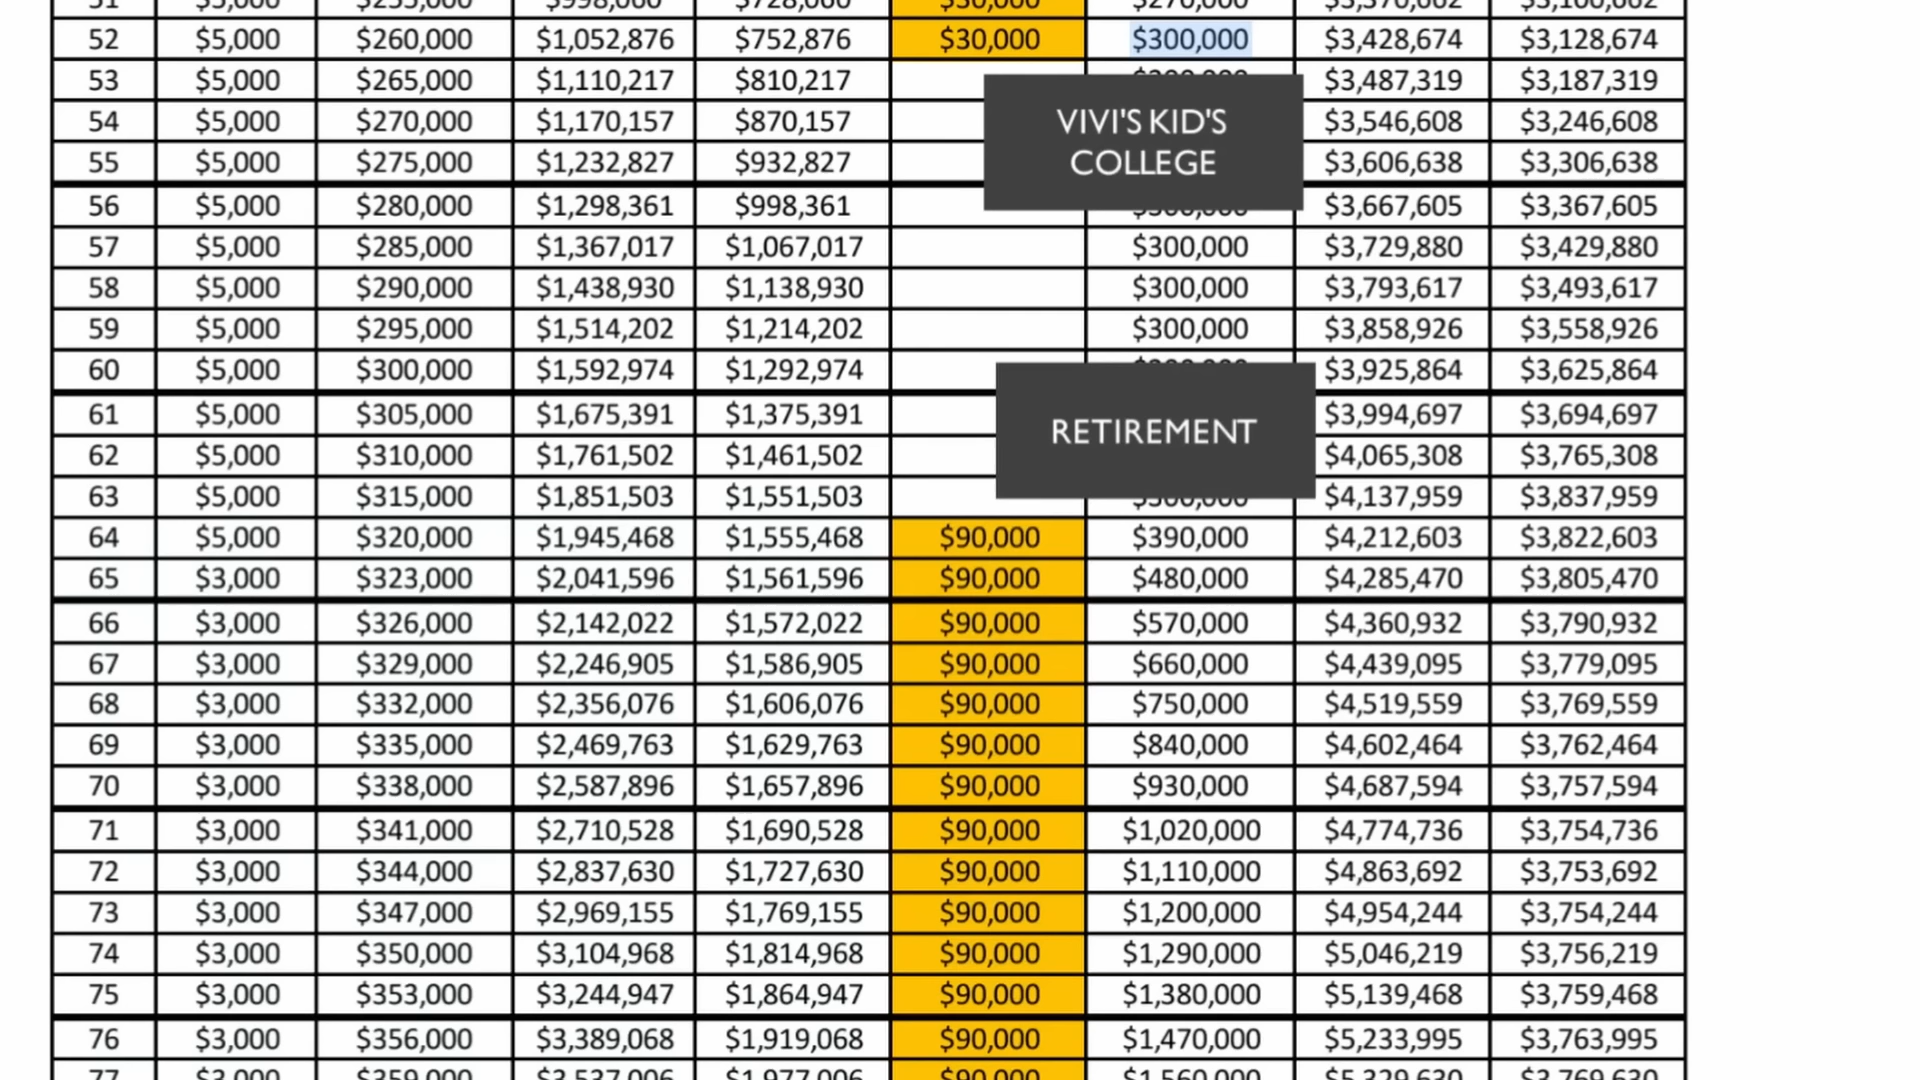 52 $5,000 $260,000 $1,052,876 $752,876 $30,000 $300,000 $3,428,674 $3,128,674
53 $5,000 $265,000 $1,110,217 $810,217 $3,487,319 $3,187,319
VIVI'S KID'S
54 $5,000 $270,000 $1,170,157 $870,157 $3,546,608 $3,246,608
COLLEGE
55 $5,000 $275,000 $1,232,827 $932,827 $3,606,638 $3,306,638
56 $5,000 $280,000 $1,298,361 $998,361 $3,667,605 $3,367,605
57 $5,000 $285,000 $1,367,017 $1,067,017 $300,000 $3,729,880 $3,429,880
58 $5,000 $290,000 $1,438,930 $1,138,930 $300,000 $3,793,617 $3,493,617
59 $5,000 $295,000 $1,514,202 $1,214,202 $300,000 $3,858,926 $3,558,926
60 $5,000 $300,000 $1,592,974 $1,292,974 $3,925,864 $3,625,864
61 $5,000 $305,000 $1,675,391 $1,375,391 $3,994,697 $3,694,697
RETIREMENT
62 $5,000 $310,000 $1,761,502 $1,461,502 $4,065,308 $3,765,308
63 $5,000 $315,000 $1,851,503 $1,551,503 $4,137,959 $3,837,959
64 $5,000 $320,000 $1,945,468 $1,555,468 $90,000 $390,000 $4,212,603 $3,822,603
65 $3,000 $323,000 $2,041,596 $1,561,596 $90,000 $480,000 $4,285,470 $3,805,470
66 $3,000 $326,000 $2,142,022 $1,572,022 $90,000 $570,000 $4,360,932 $3,790,932
67 $3,000 $329,000 $2,246,905 $1,586,905 $90,000 $660,000 $4,439,095 $3,779,095
68 $3,000 $332,000 $2,356,076 $1,606,076 $90,000 $750,000 $4,519,559 $3,769,559
69 $3,000 $335,000 $2,469,763 $1,629,763 $90,000 $840,000 $4,602,464 $3,762,464
70 $3,000 $338,000 $2,587,896 $1,657,896 $90,000 $930,000 $4,687,594 $3,757,594
71 $3,000 $341,000 $2,710,528 $1,690,528 $90,000 $1,020,000 $4,774,736 $3,754,736
72 $3,000 $344,000 $2,837,630 $1,727,630 $90,000 $1,110,000 $4,863,692 $3,753,692
73 $3,000 $347,000 $2,969,155 $1,769,155 $90,000 $1,200,000 $4,954,244 $3,754,244
74 $3,000 $350,000 $3,104,968 $1,814,968 $90,000 $1,290,000 $5,046,219 $3,756,219
75 $3,000 $353,000 $3,244,947 $1,864,947 $90,000 $1,380,000 $5,139,468 $3,759,468
76 $3,000 $356,000 $3,389,068 $1,919,068 $90,000 $1,470,000 $5,233,995 $3,763,995